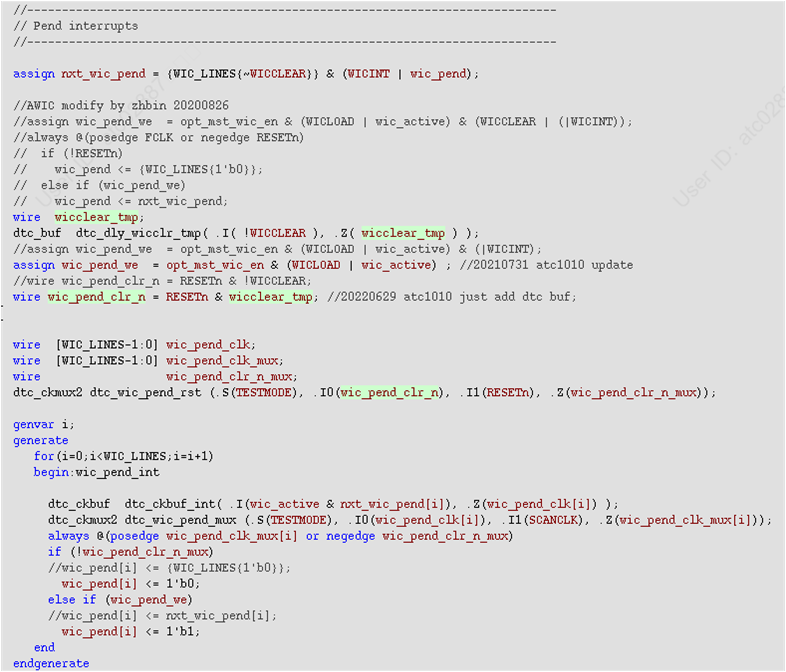 //----------------------------------------------------------------------------
// Pend interrupts
//----------------------------------------------------------------------------
assign nxt_wic_pend = {WIC_LINES{~WICCLEAR}} & (WICINT | wic_pend);
//AWIC modify by zhbin 20200826
//assign wic_pend_we  = opt_mst_wic_en & (WICLOAD | wic_active) & (WICCLEAR | (|WICINT));
//always @(posedge FCLK or negedge RESETn)
//  if (!RESETn)
//    wic_pend <= {WIC_LINES{1'b0}};
//  else if (wic_pend_we)
//    wic_pend <= nxt_wic_pend;
wire  wicclear_tmp;
dtc_buf  dtc_dly_wicclr_tmp( .I( !WICCLEAR ), .Z( wicclear_tmp ) );
//assign wic_pend_we  = opt_mst_wic_en & (WICLOAD | wic_active) & (|WICINT);
assign wic_pend_we  = opt_mst_wic_en & (WICLOAD | wic_active) ; //20210731 atc1010 update
//wire wic_pend_clr_n = RESETn & !WICCLEAR;
wire wic_pend_clr_n = RESETn & wicclear_tmp; //20220629 atc1010 just add dtc buf;
wire  [WIC_LINES-1:0] wic_pend_clk;
wire  [WIC_LINES-1:0] wic_pend_clk_mux;
wire                  wic_pend_clr_n_mux;
dtc_ckmux2 dtc_wic_pend_rst (.S(TESTMODE), .I0(wic_pend_clr_n), .I1(RESETn), .Z(wic_pend_clr_n_mux));
genvar i;
generate
   for(i=0;i<WIC_LINES;i=i+1)
   begin:wic_pend_int
     dtc_ckbuf  dtc_ckbuf_int( .I(wic_active & nxt_wic_pend[i]), .Z(wic_pend_clk[i]) );
     dtc_ckmux2 dtc_wic_pend_mux (.S(TESTMODE), .I0(wic_pend_clk[i]), .I1(SCANCLK), .Z(wic_pend_clk_mux[i]));
     always @(posedge wic_pend_clk_mux[i] or negedge wic_pend_clr_n_mux)
     if (!wic_pend_clr_n_mux)
     //wic_pend[i] <= {WIC_LINES{1'b0}};
       wic_pend[i] <= 1'b0;
     else if (wic_pend_we)
     //wic_pend[i] <= nxt_wic_pend[i];
       wic_pend[i] <= 1'b1;
   end
endgenerate